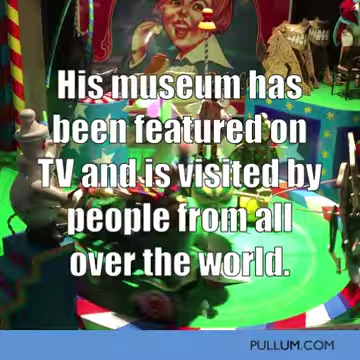 His museum has
been featured on
TV and is visited by
people from all
over the world.
PULLUM.COM